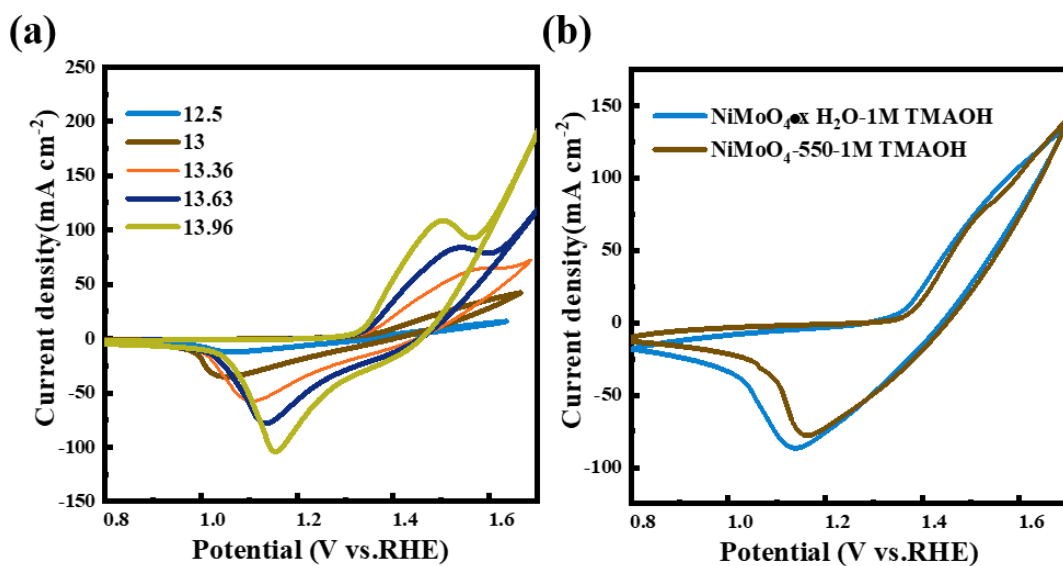 (a)
250
200
150
100
50
0
-50
-100
-150
0.8 1.0 1.2 1.4 1.6
Current density(mA cm⁻²)
Potential (V vs.RHE)
12.5
13
13.36
13.63
13.96
(b)
150
100
50
0
-50
-100
0.8 1.0 1.2 1.4 1.6
Current density(mA cm⁻²)
Potential (V vs.RHE)
NiMoO₄•x H₂O-1M TMAOH
NiMoO₄-550-1M TMAOH